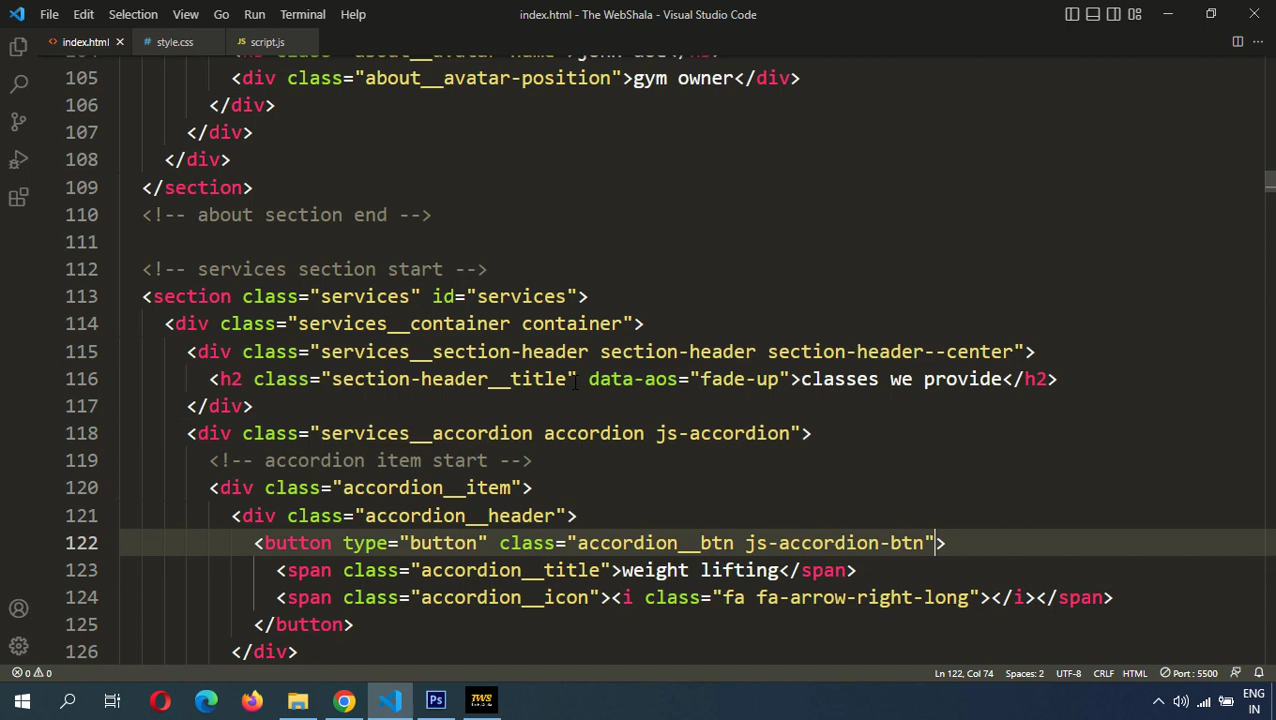 File Edit Selection View Go Run Terminal Help index.html - The WebShala - Visual Studio Code
index.html style.css script.js
105 <div class="about__avatar-position">gym owner</div>
106 </div>
107 </div>
108 </div>
109 </section>
110 <!-- about section end -->
111
112 <!-- services section start -->
113 <section class="services" id="services">
114 <div class="services__container container">
115 <div class="services__section-header section-header section-header--center">
116 <h2 class="section-header__title" data-aos="fade-up">classes we provide</h2>
117 </div>
118 <div class="services__accordion accordion js-accordion">
119 <!-- accordion item start -->
120 <div class="accordion__item">
121 <div class="accordion__header">
122 <button type="button" class="accordion__btn js-accordion-btn">
123 <span class="accordion__title">weight lifting</span>
124 <span class="accordion__icon"><i class="fa fa-arrow-right-long"></i></span>
125 </button>
126 </div>
0 0 Ln 122, Col 74 Spaces: 2 UTF-8 CRLF HTML Port : 5500
Ps TWS ENG
IN